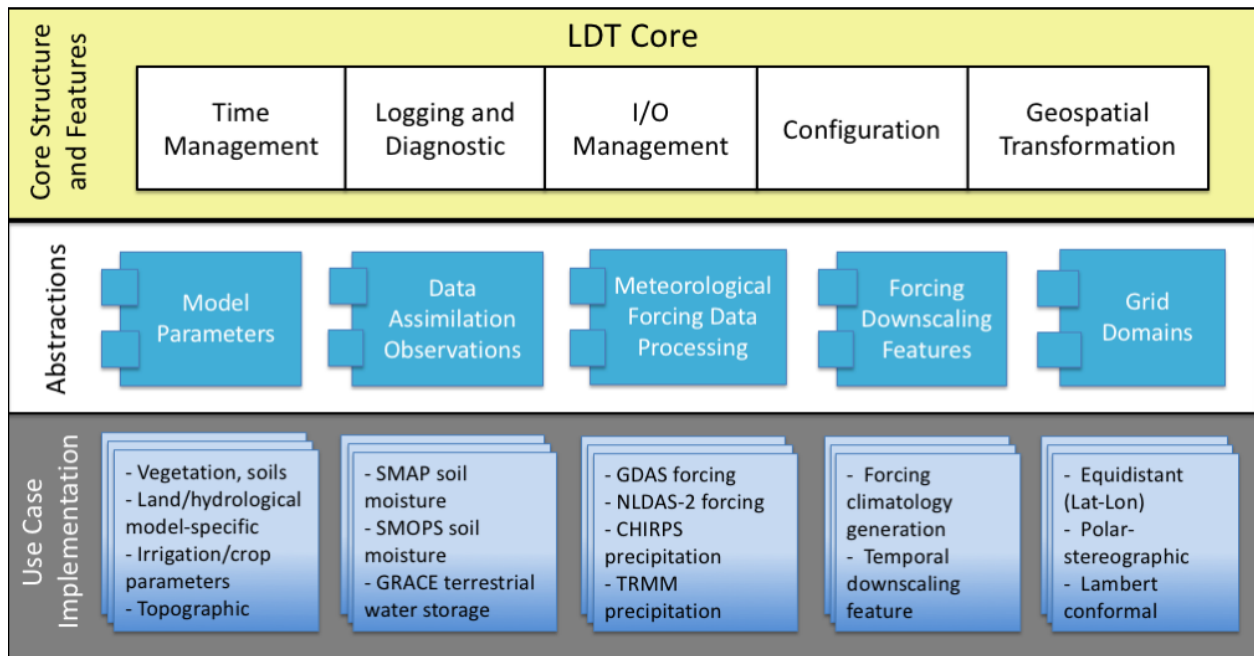 LDT Core
Core Structure
and Features
Time
Management
Logging and
Diagnostic
I/O
Management
Configuration
Geospatial
Transformation
Abstractions
Model
Parameters
Data
Assimilation
Observations
Meteorological
Forcing Data
Processing
Forcing
Downscaling
Features
Grid
Domains
Use Case
Implementation
- Vegetation, soils
- Land/hydrological
model-specific
- Irrigation/crop
parameters
- Topographic
- SMAP soil
moisture
- SMOPS soil
moisture
- GRACE terrestrial
water storage
- GDAS forcing
- NLDAS-2 forcing
- CHIRPS
precipitation
- TRMM
precipitation
- Forcing
climatology
generation
- Temporal
downscaling
feature
- Equidistant
(Lat-Lon)
- Polar-
stereographic
- Lambert
conformal